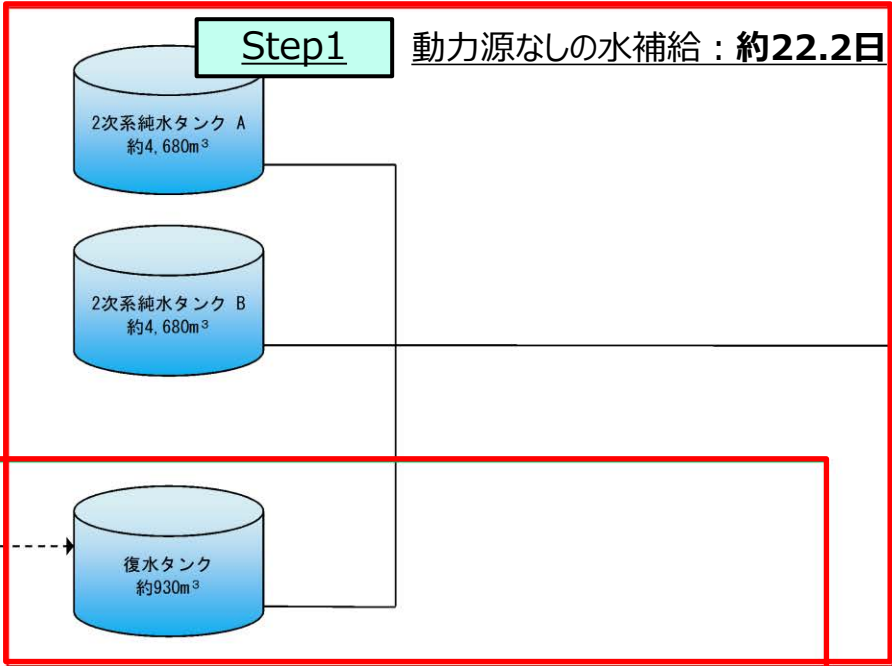 Step1
動力源なしの水補給:約22.2日
2次系純水タンク A
約4,680m³
2次系純水タンク B
約4,680m³
復水タンク
約930m³